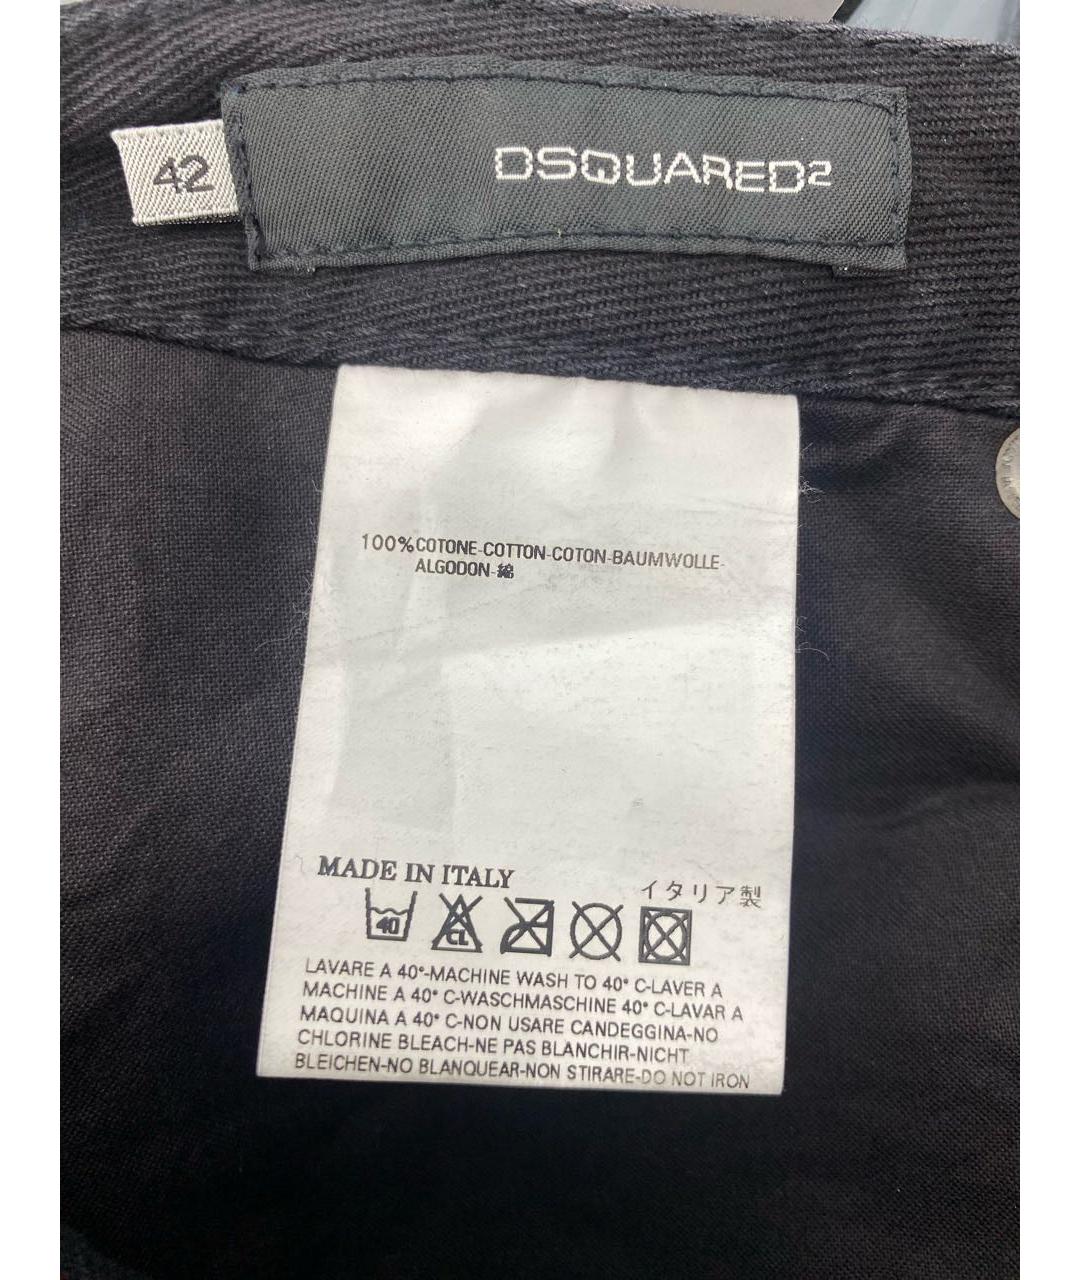 42
DSQUARED2
100%COTONE-COTTON-COTON-BAUMWOLLE-
ALGODON-綿
MADE IN ITALY
イタリア製
40
CL
LAVARE A 40°-MACHINE WASH TO 40° C-LAVER A
MACHINE A 40° C-WASCHMASCHINE 40° C-LAVAR A
MAQUINA A 40° C-NON USARE CANDEGGINA-NO
CHLORINE BLEACH-NE PAS BLANCHIR-NICHT
BLEICHEN-NO BLANQUEAR-NON STIRARE-DO NOT IRON